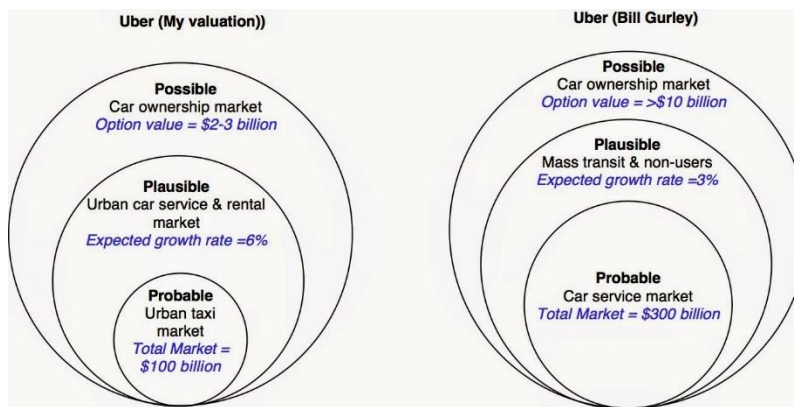 Uber (My valuation))
Possible
Car ownership market
Option value = $2-3 billion
Plausible
Urban car service & rental
market
Expected growth rate =6%
Probable
Urban taxi
market
Total Market =
$100 billion
Uber (Bill Gurley)
Possible
Car ownership market
Option value = >$10 billion
Plausible
Mass transit & non-users
Expected growth rate =3%
Probable
Car service market
Total Market = $300 billion